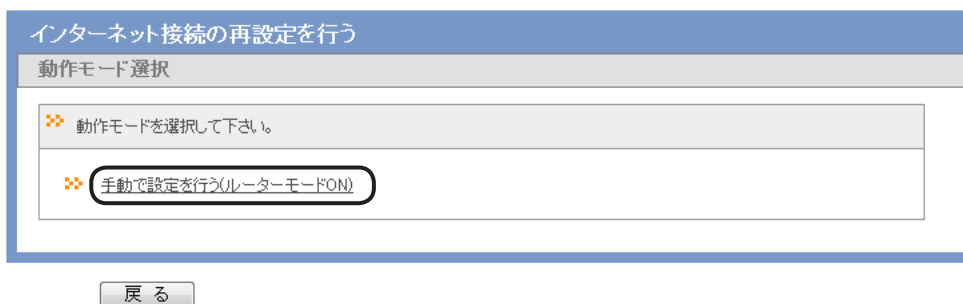 インターネット接続の再設定を行う
動作モード選択
動作モードを選択して下さい。
手動で設定を行う(ルーターモードON)
戻る